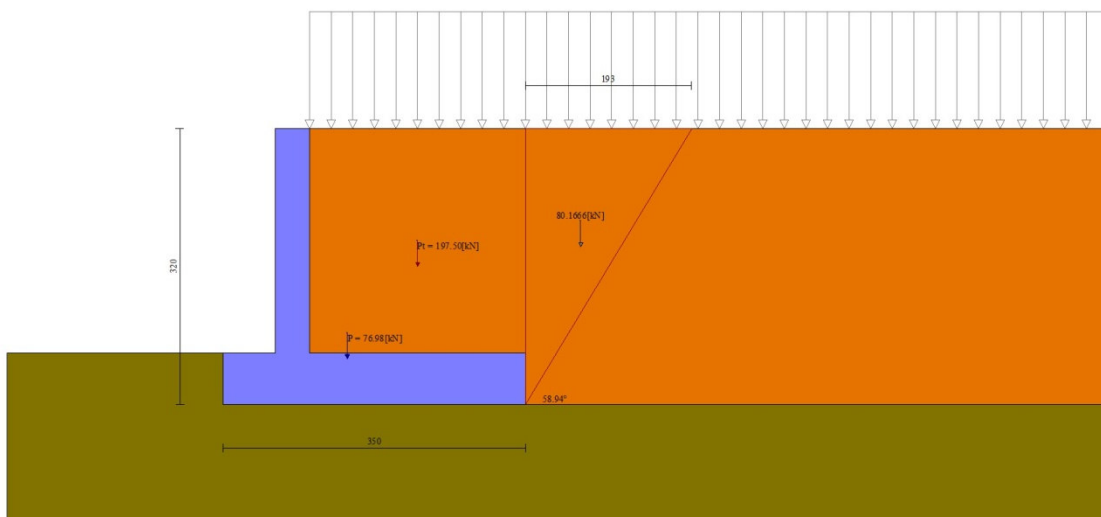 193
80.1666[kN]
Pt = 197.50[kN]
320
P = 76.98[kN]
58.94°
350